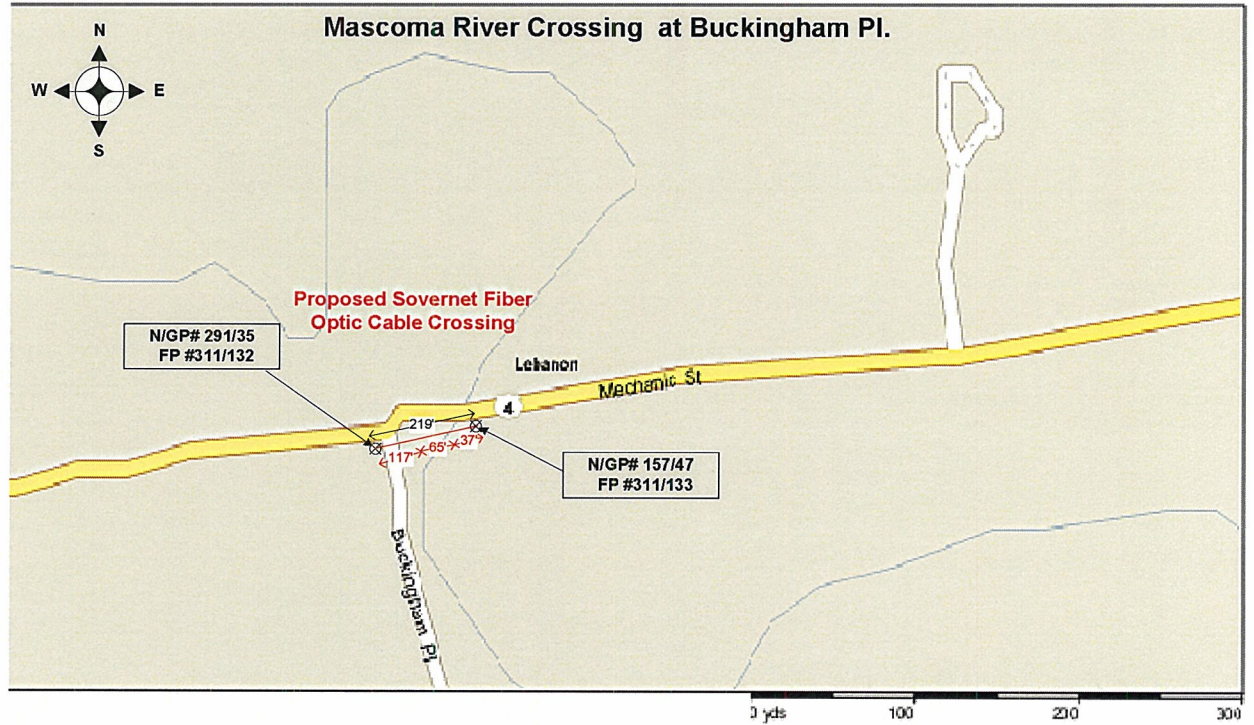 Mascoma River Crossing at Buckingham Pl.
N
W E
S
Proposed Sovernet Fiber
Optic Cable Crossing
N/GP# 291/35
FP #311/132
Lebanon
Mechanic St
4
219'
117' 65' 37'
N/GP# 157/47
FP #311/133
Buckingham Pl
0 yds 100 200 300